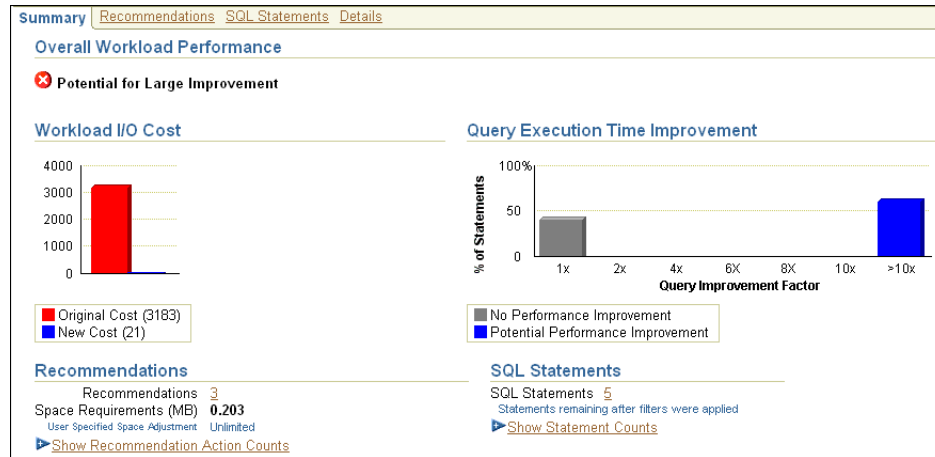 Summary Recommendations SQL Statements Details
Overall Workload Performance
Potential for Large Improvement
Workload I/O Cost
4000
3000
2000
1000
0
Original Cost (3183)
New Cost (21)
Query Execution Time Improvement
% of Statements
100%
50
0
1x 2x 4x 6X 8X 10x >10x
Query Improvement Factor
No Performance Improvement
Potential Performance Improvement
Recommendations
Recommendations 3
Space Requirements (MB) 0.203
User Specified Space Adjustment Unlimited
Show Recommendation Action Counts
SQL Statements
SQL Statements 5
Statements remaining after filters were applied
Show Statement Counts